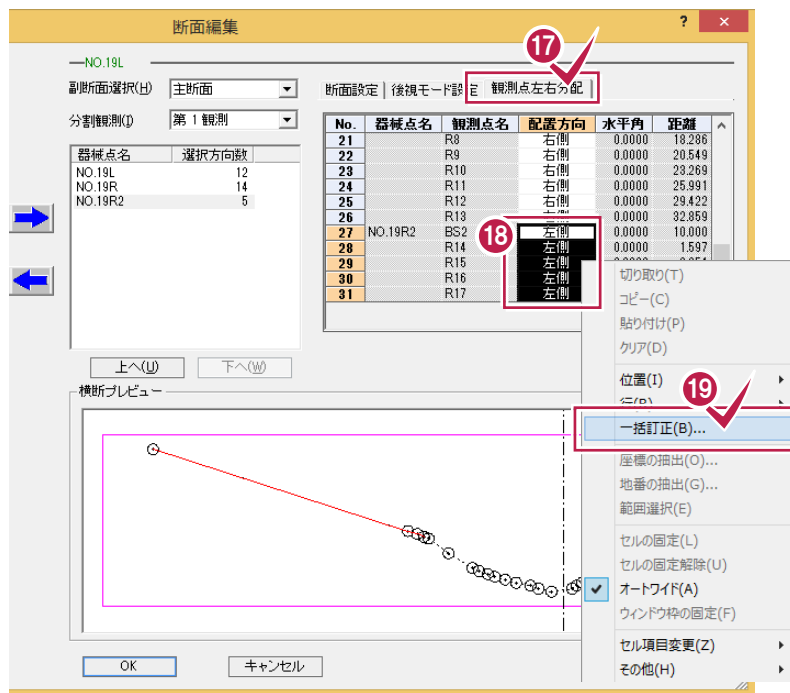 断面編集
?
×
NO.19L
副断面選択(H) 主断面
分割観測(J) 第１観測
器械点名 選択方向数
NO.19L 12
NO.19R 14
NO.19R2 5
上へ(U) 下へ(W)
⑰
断面設定 後視モード設定 観測点左右分配
No. 器械点名 観測点名 配置方向 水平角 距離
21 R8 右側 0.0000 18.286
22 R9 右側 0.0000 20.549
23 R10 右側 0.0000 23.269
24 R11 右側 0.0000 25.991
25 R12 右側 0.0000 29.422
26 R13 右側 0.0000 32.859
27 NO.19R2 BS2 左側 0.0000 10.000
28 R14 左側 0.0000 1.597
29 R15 左側
30 R16 左側
31 R17 左側
⑱
切り取り(T)
コピー(C)
貼り付け(P)
クリア(D)
位置(I)
行(R)
⑲
一括訂正(B)...
座標の抽出(O)...
地番の抽出(G)...
範囲選択(E)
セルの固定(L)
セルの固定解除(U)
オートワイド(A)
ウィンドウ枠の固定(F)
セル項目変更(Z)
その他(H)
横断プレビュー
OK キャンセル